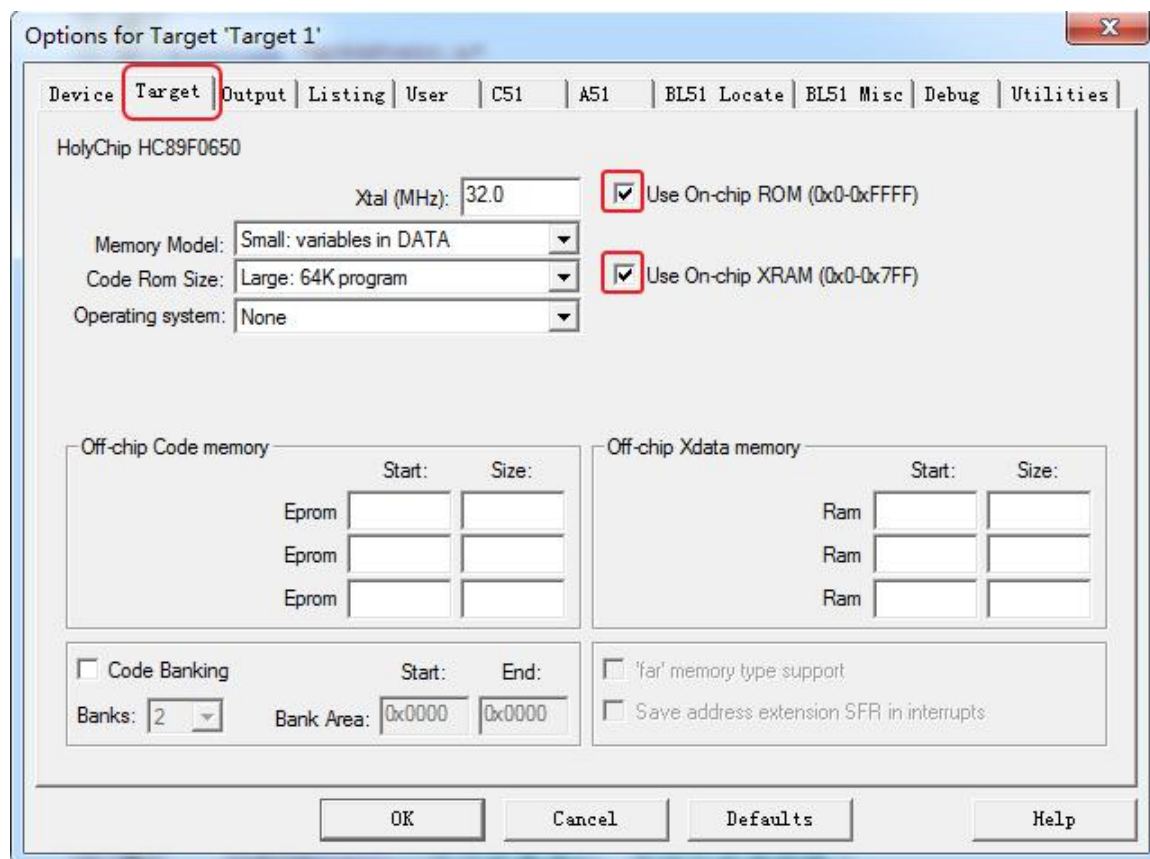 Options for Target 'Target 1'
Device Target Output Listing User C51 A51 BL51 Locate BL51 Misc Debug Utilities
HolyChip HC89F0650
Xtal (MHz): 32.0 Use On-chip ROM (0x0-0xFFFF)
Memory Model: Small: variables in DATA
Code Rom Size: Large: 64K program Use On-chip XRAM (0x0-0x7FF)
Operating system: None
Off-chip Code memory Off-chip Xdata memory
Start: Size: Start: Size:
Eprom Ram
Eprom Ram
Eprom Ram
Code Banking Start: End: 'far' memory type support
Banks: 2 Bank Area: 0x0000 0x0000 Save address extension SFR in interrupts
OK Cancel Defaults Help